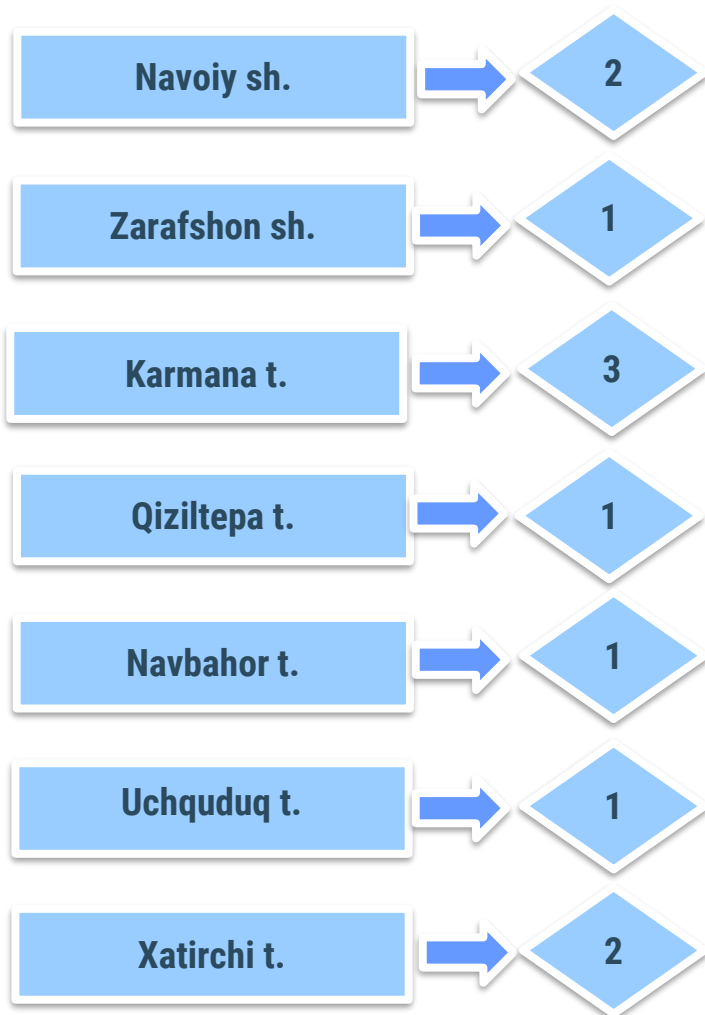 Navoiy sh. 2
Zarafshon sh. 1
Karmana t. 3
Qiziltepa t. 1
Navbahor t. 1
Uchquduq t. 1
Xatirchi t. 2